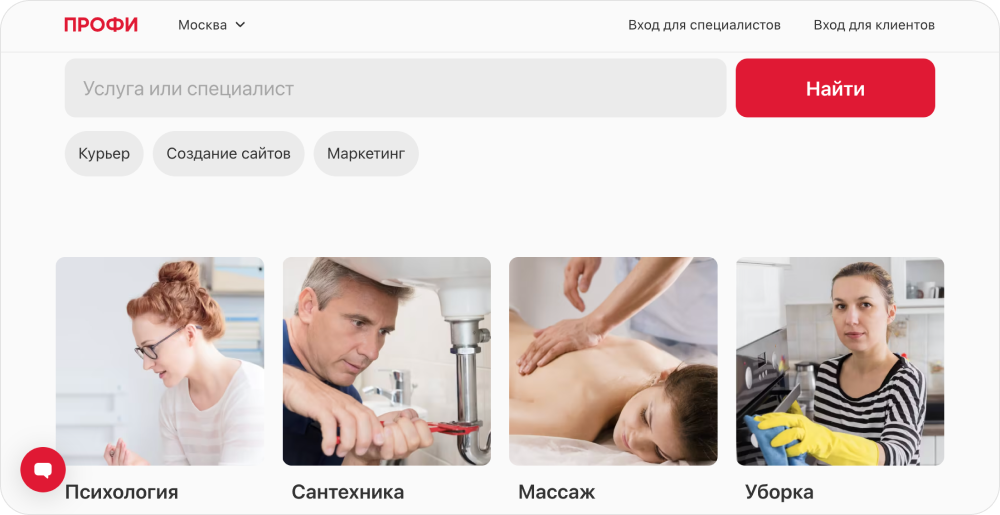 ПРОФИ
Москва
Вход для специалистов
Вход для клиентов
Услуга или специалист
Найти
Курьер
Создание сайтов
Маркетинг
Психология
Сантехника
Массаж
Уборка